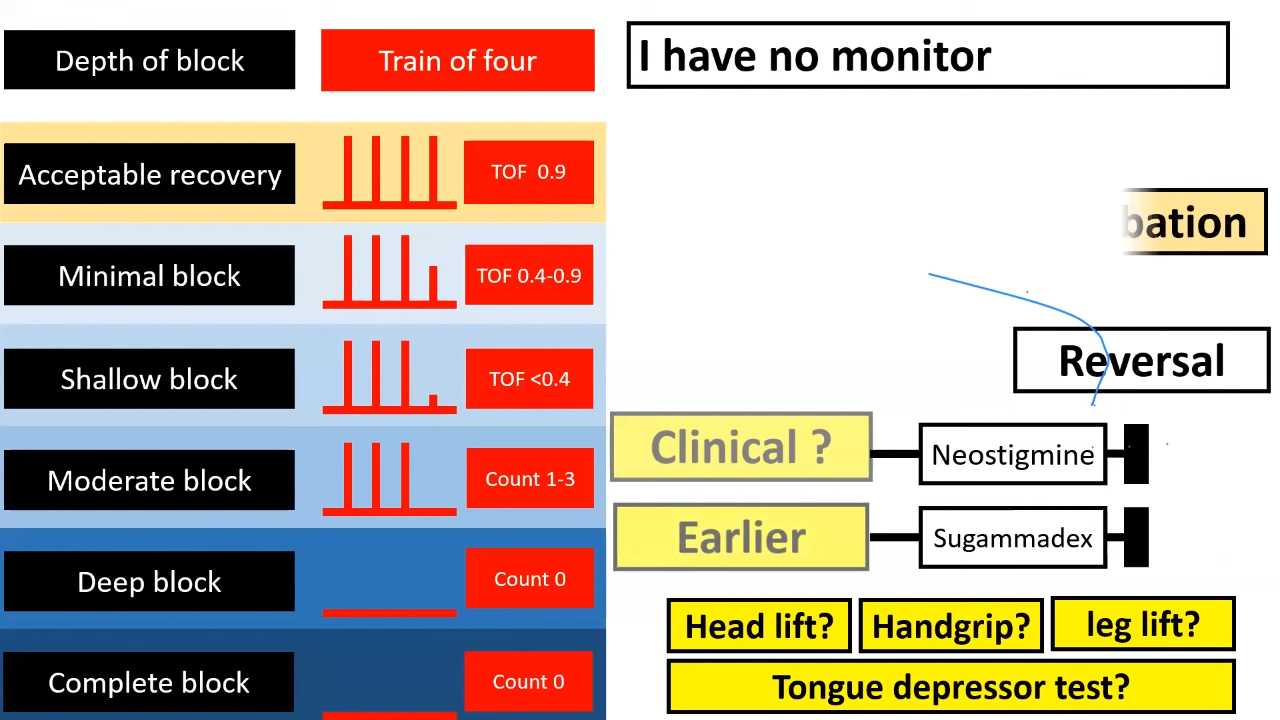 Depth of block
Train of four
I have no monitor
Acceptable recovery
TOF 0.9
bation
Minimal block
TOF 0.4-0.9
Shallow block
TOF <0.4
Reversal
Moderate block
Count 1-3
Clinical ?
Neostigmine
Earlier
Sugammadex
Deep block
Count 0
Head lift?
Handgrip?
leg lift?
Complete block
Count 0
Tongue depressor test?